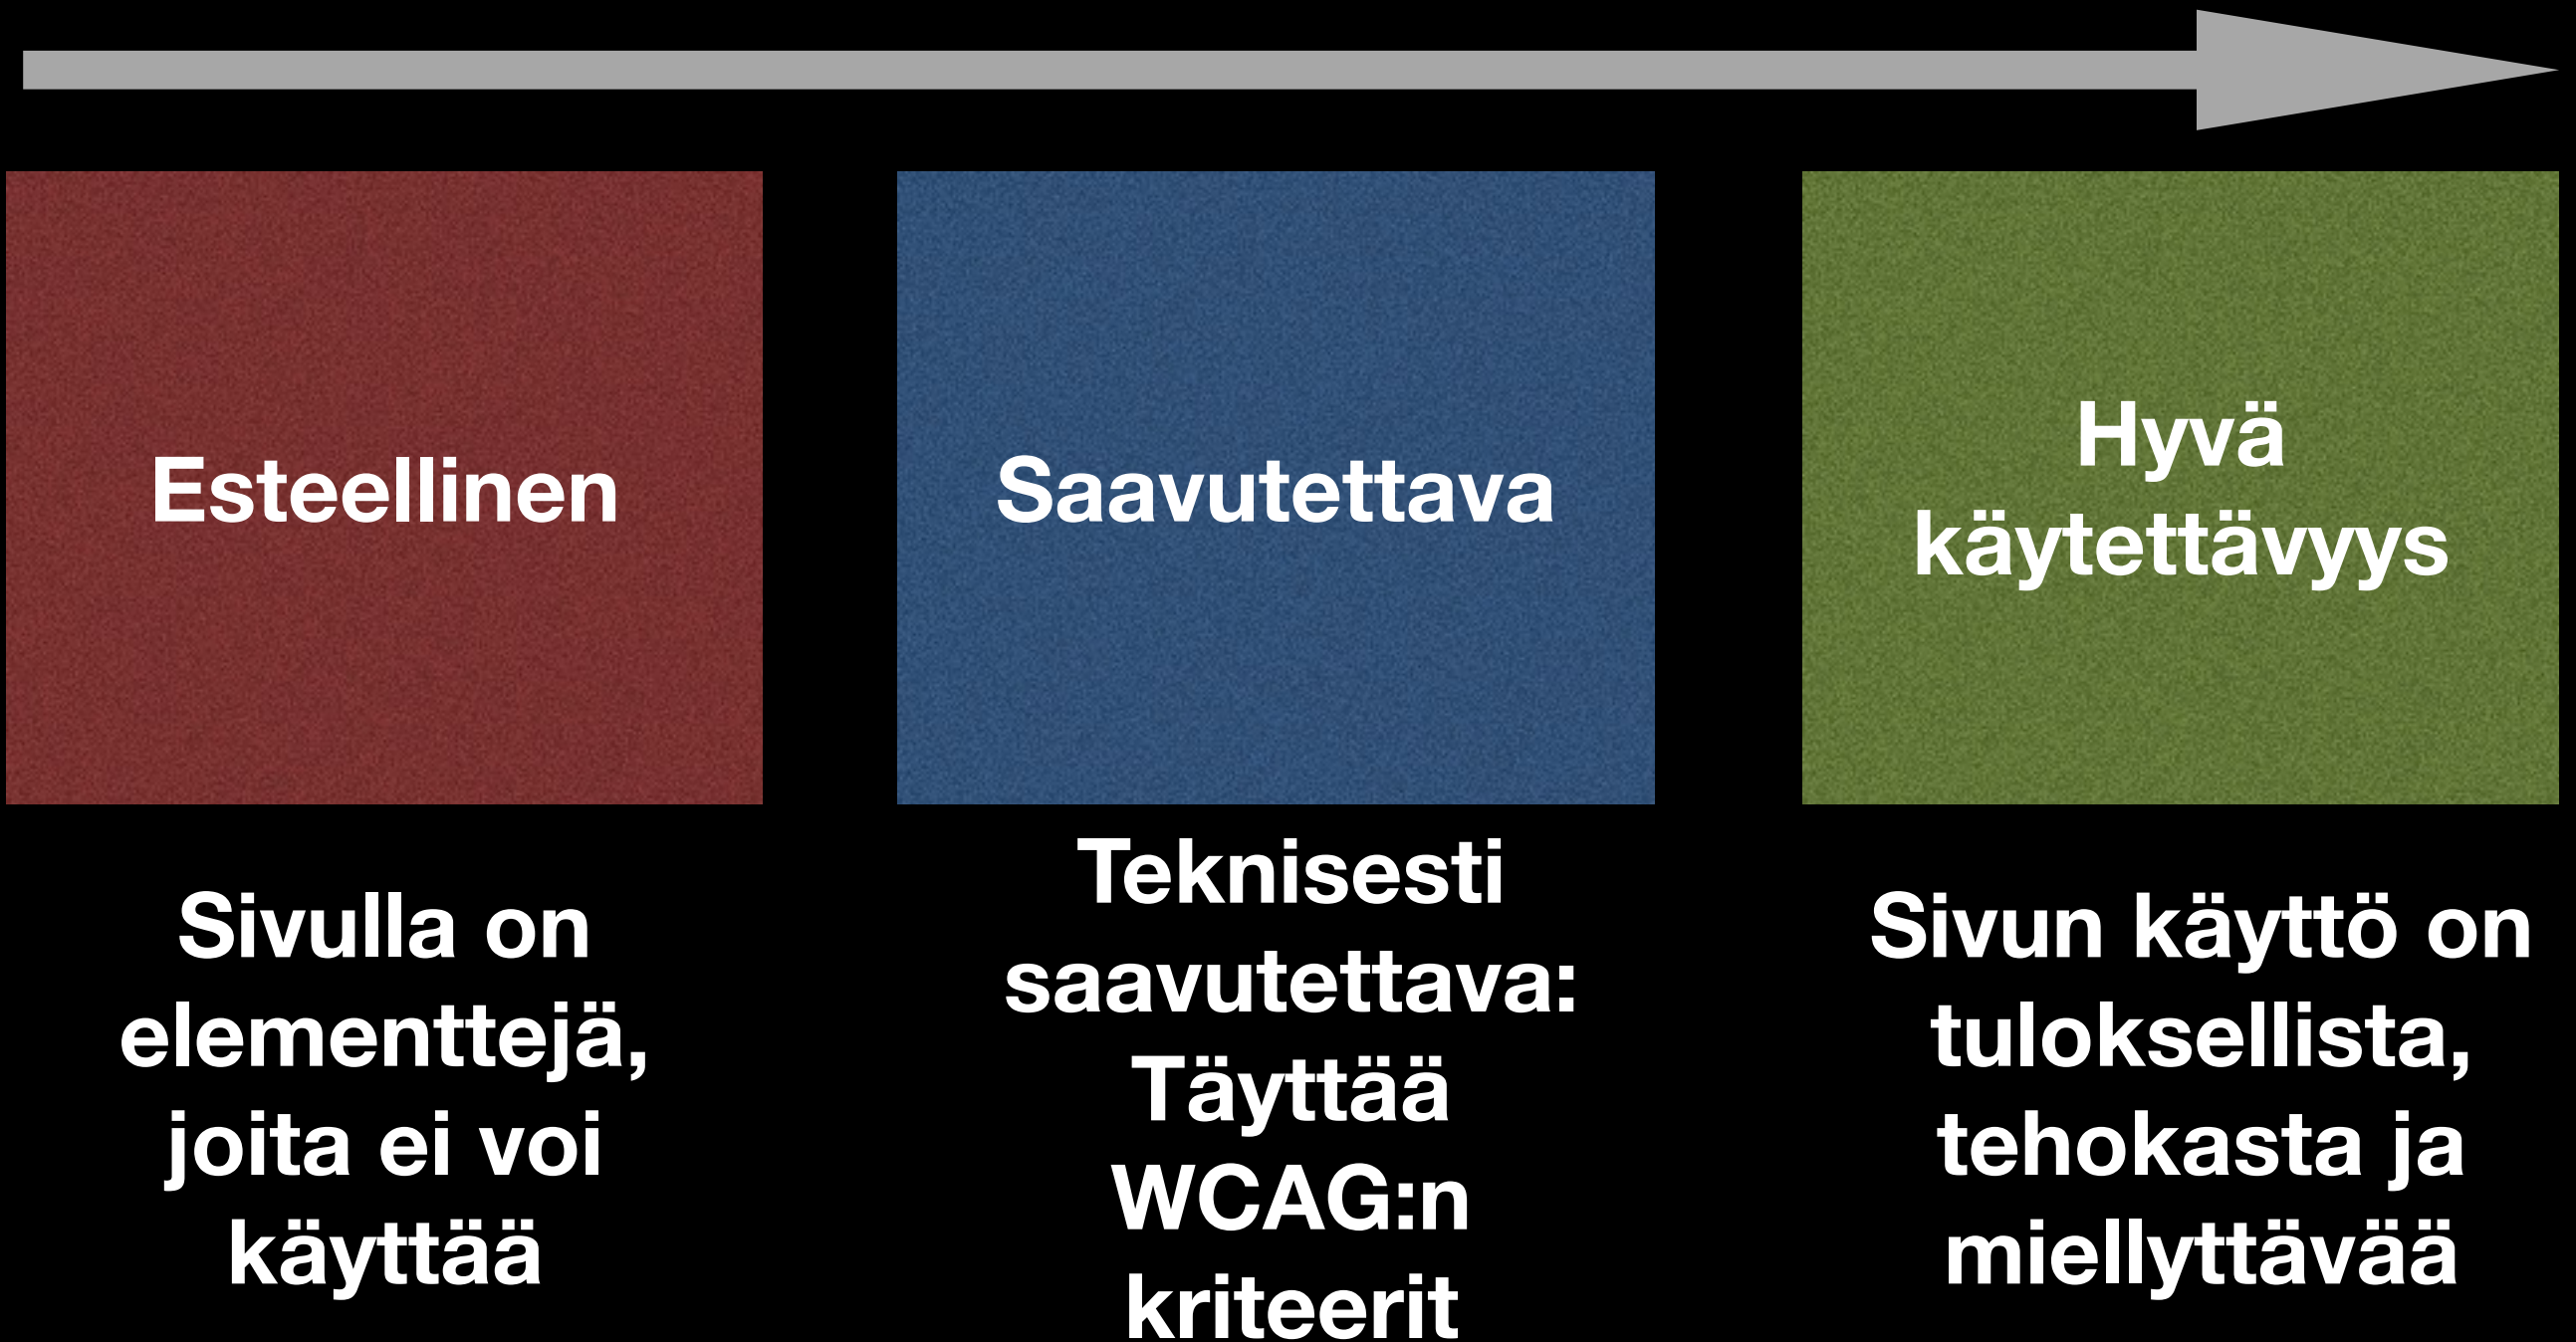 Esteellinen
Saavutettava
Hyvä
käytettävyys
Sivulla on
elementtejä,
joita ei voi
käyttää
Teknisesti
saavutettava:
Täyttää
WCAG:n
kriteerit
Sivun käyttö on
tuloksellista,
tehokasta ja
miellyttävää